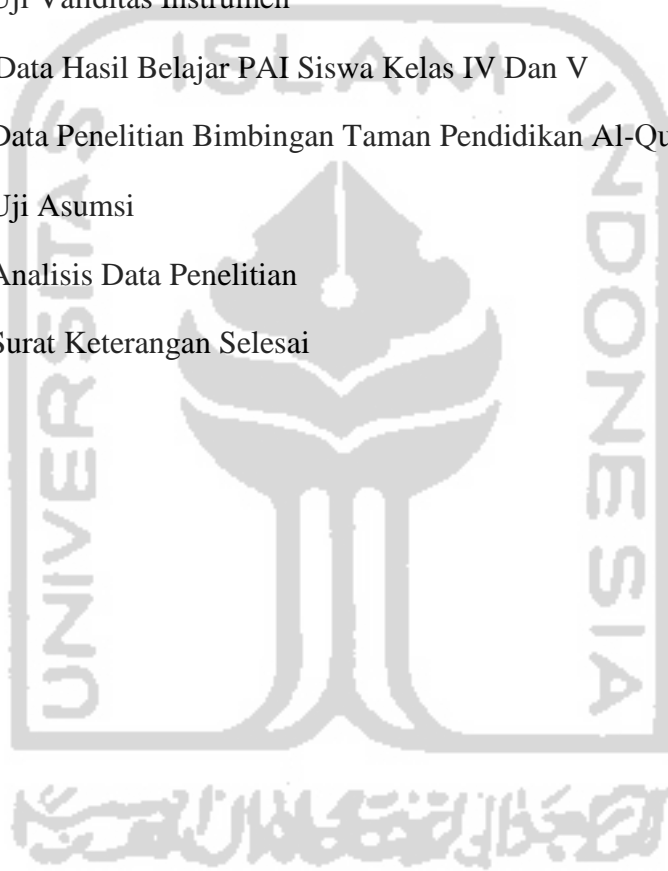 Uji Validitas Instrumen
Data Hasil Belajar PAI Siswa Kelas IV Dan V
Data Penelitian Bimbingan Taman Pendidikan Al-Qu
Uji Asumsi
Analisis Data Penelitian
Surat Keterangan Selesai
ISLAM
UNIVERSITAS
INDONESIA